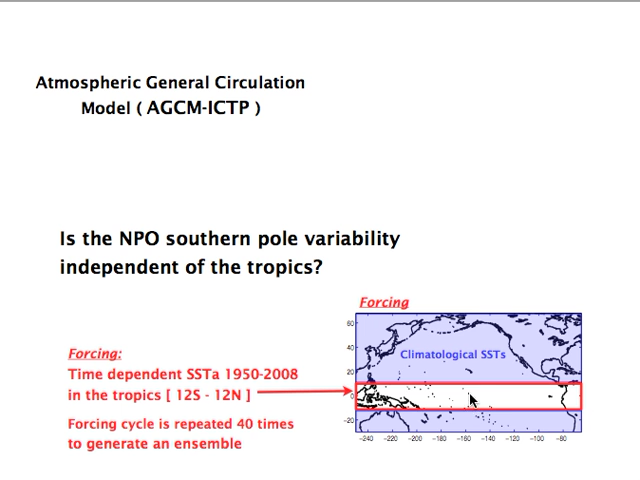 Atmospheric General Circulation
Model ( AGCM-ICTP )
Is the NPO southern pole variability
independent of the tropics?
Forcing
Forcing:
Time dependent SSTa 1950-2008
in the tropics [ 12S - 12N ]
Forcing cycle is repeated 40 times
to generate an ensemble
Climatological SSTs
60
40
20
0
-20
-240 -220 -200 -180 -160 -140 -120 -100 -80